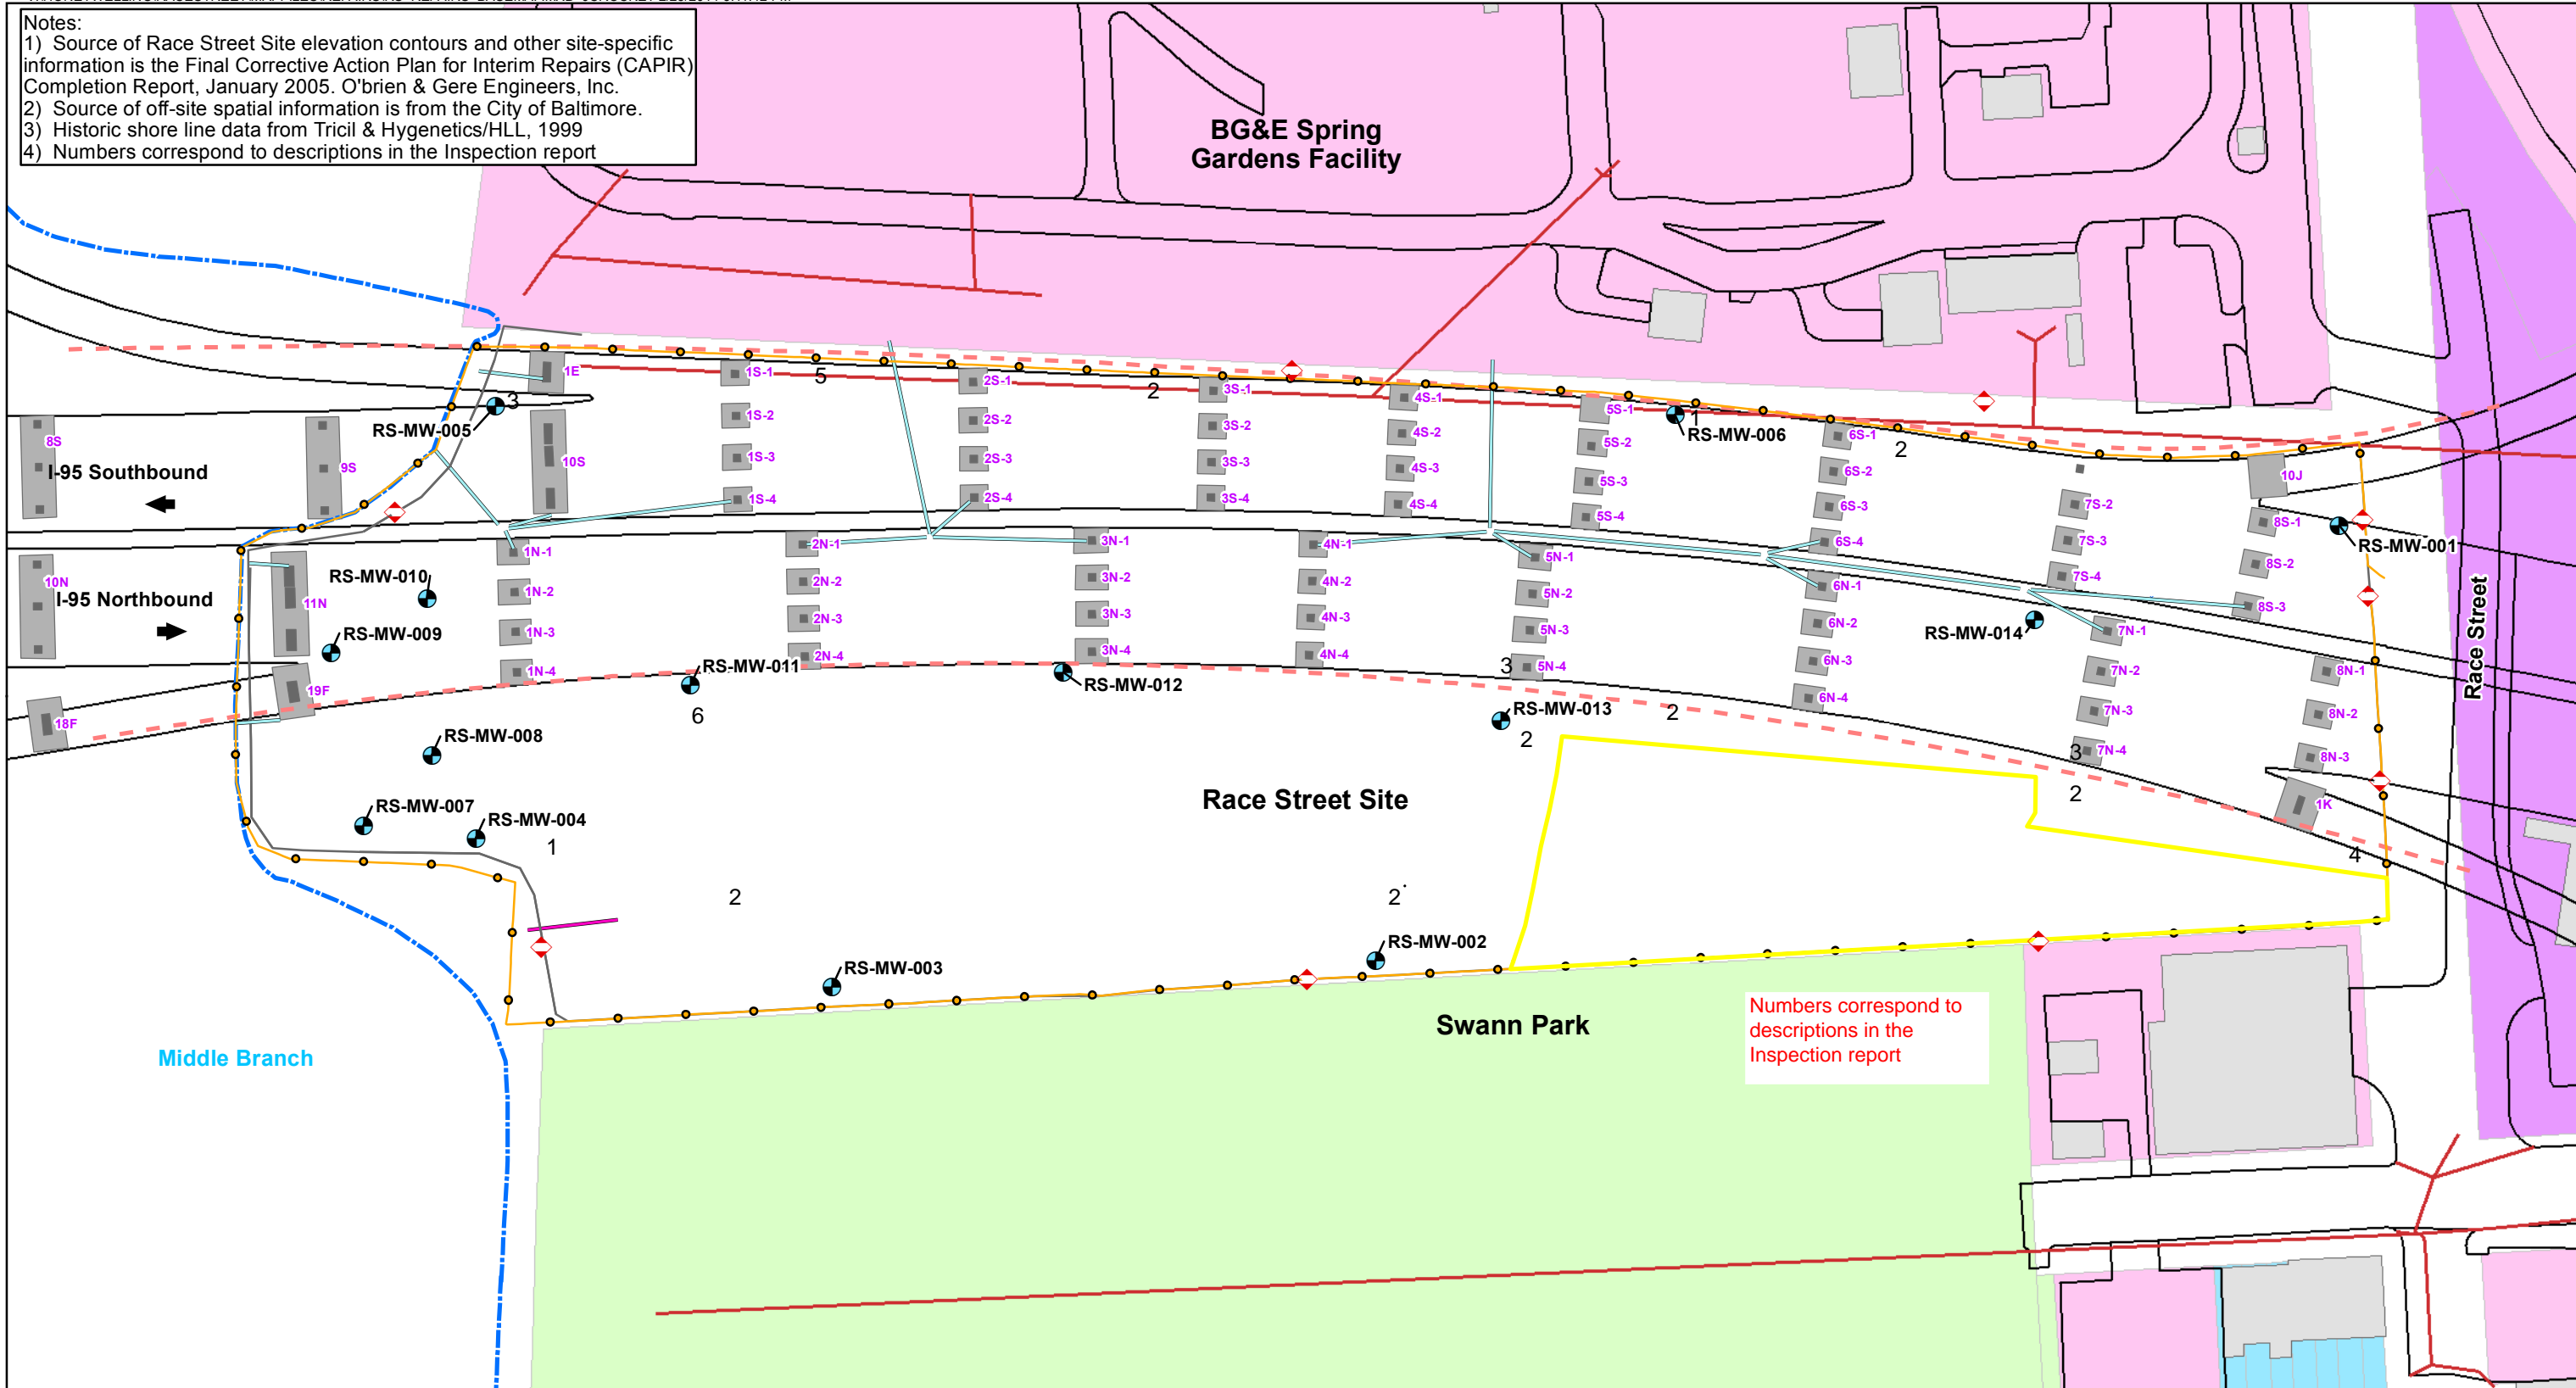 Notes:
1) Source of Race Street Site elevation contours and other site-specific
information is the Final Corrective Action Plan for Interim Repairs (CAPIR)
Completion Report, January 2005. O'brien & Gere Engineers, Inc.
2) Source of off-site spatial information is from the City of Baltimore.
3) Historic shore line data from Tricil & Hygenetics/HLL, 1999
4) Numbers correspond to descriptions in the Inspection report
BG&E Spring
Gardens Facility
1E
1S-1
5
2S-1
2
3S-1
4S-1
5S-1
1
RS-MW-006
2
6S-1
3
RS-MW-005
1S-2
2S-2
3S-2
4S-2
5S-2
6S-2
8S
I-95 Southbound
9S
10S
1S-3
2S-3
3S-3
4S-3
5S-3
6S-3
7S-2
10J
1S-4
2S-4
3S-4
4S-4
5S-4
6S-4
7S-3
8S-1
RS-MW-001
1N-1
2N-1
3N-1
4N-1
5N-1
6N-1
7S-4
8S-2
10N
I-95 Northbound
11N
RS-MW-010
1N-2
2N-2
3N-2
4N-2
5N-2
6N-2
8S-3
RS-MW-009
1N-3
2N-3
3N-3
4N-3
5N-3
6N-3
RS-MW-014
7N-1
Race Street
1N-4
2N-4
3N-4
4N-4
3
5N-4
6N-4
7N-2
8N-1
19F
18F
RS-MW-011
RS-MW-012
6
RS-MW-013
2
2
7N-3
8N-2
RS-MW-008
3
7N-4
8N-3
2
1K
Race Street Site
RS-MW-007
RS-MW-004
1
4
2
2
RS-MW-002
RS-MW-003
Swann Park
Numbers correspond to
descriptions in the
Inspection report
Middle Branch